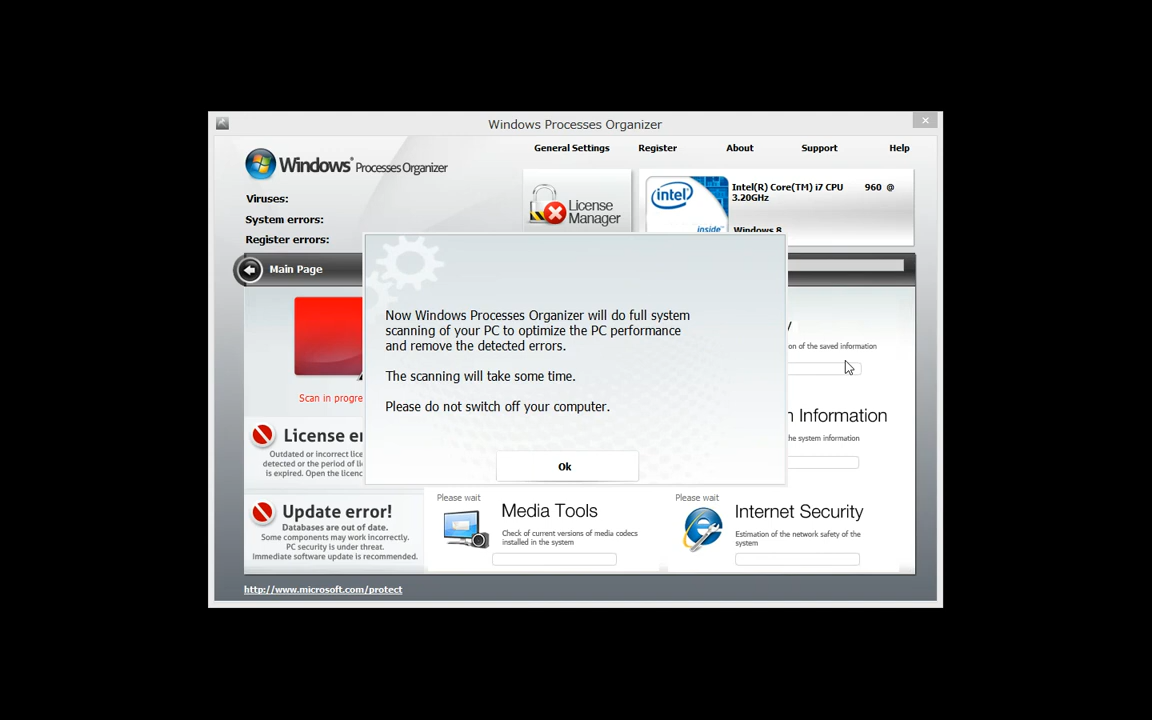 Windows Processes Organizer
Windows Processes Organizer
General Settings Register About Support Help
Viruses:
System errors:
Register errors:
License
Manager
intel
inside
Intel(R) Core(TM) i7 CPU 960 @
3.20GHz
Windows 8
Main Page
Now Windows Processes Organizer will do full system
scanning of your PC to optimize the PC performance
and remove the detected errors.
The scanning will take some time.
Please do not switch off your computer.
Ok
Scan in progre
on of the saved information
License er
Outdated or incorrect lice
detected or the period of li
is expired. Open the licenc
n Information
he system information
Update error!
Databases are out of date.
Some components may work incorrectly.
PC security is under threat.
Immediate software update is recommended.
Please wait
Media Tools
Check of current versions of media codecs
installed in the system
Please wait
Internet Security
Estimation of the network safety of the
system
http://www.microsoft.com/protect